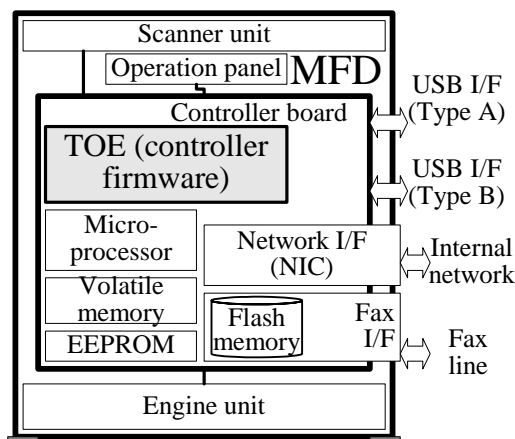 Scanner unit
Operation panel
MFD
Controller board
TOE (controller
firmware)
Micro-
processor
Volatile
memory
EEPROM
Network I/F
(NIC)
Flash
memory
Fax
I/F
Engine unit
USB I/F
(Type A)
USB I/F
(Type B)
Internal
network
Fax
line